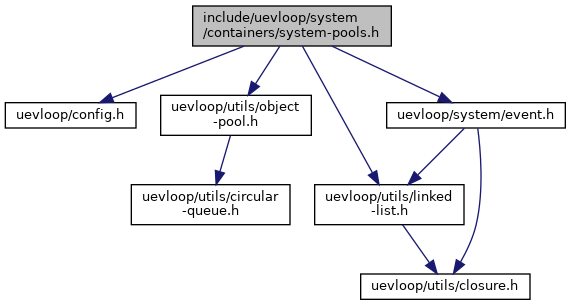 include/uevloop/system
/containers/system-pools.h
uevloop/config.h
uevloop/utils/object
-pool.h
uevloop/system/event.h
uevloop/utils/circular
-queue.h
uevloop/utils/linked
-list.h
uevloop/utils/closure.h